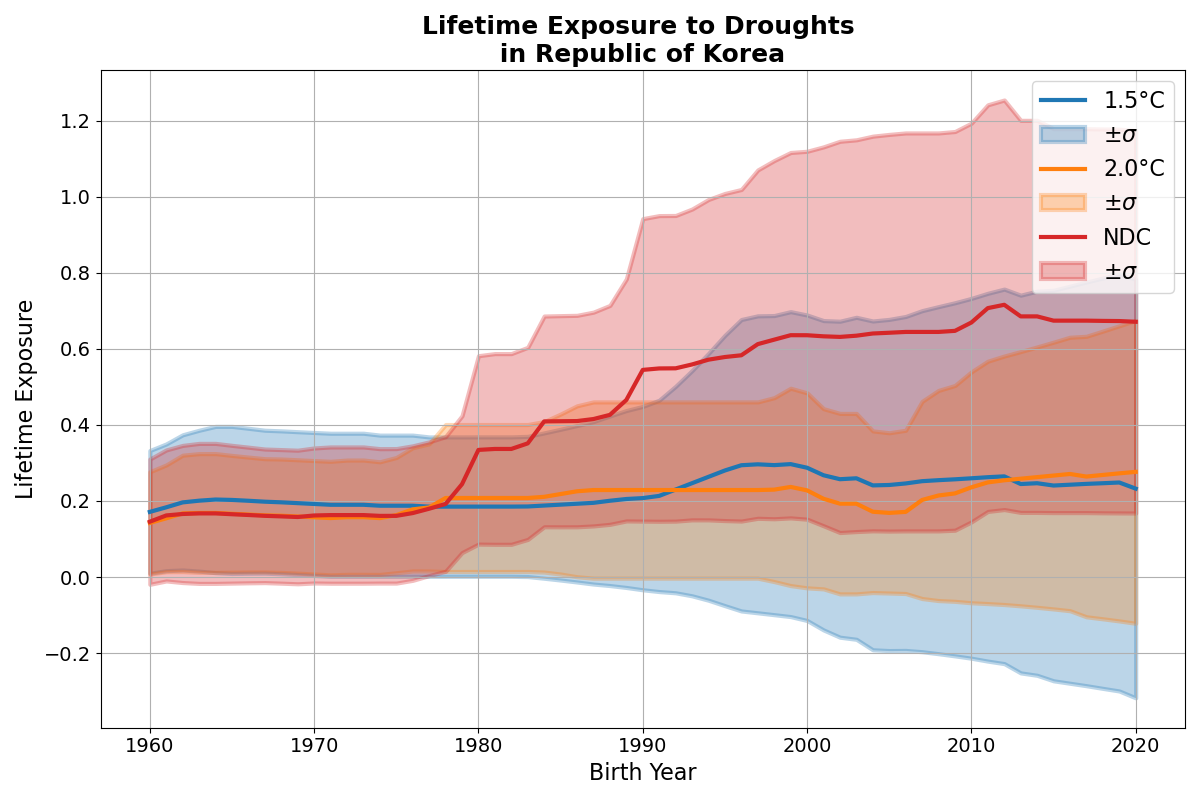 Lifetime Exposure to Droughts
in Republic of Korea
1.5°C
±σ
2.0°C
±σ
NDC
±σ
Lifetime Exposure
1.2
1.0
0.8
0.6
0.4
0.2
0.0
−0.2
1960
1970
1980
1990
2000
2010
2020
Birth Year